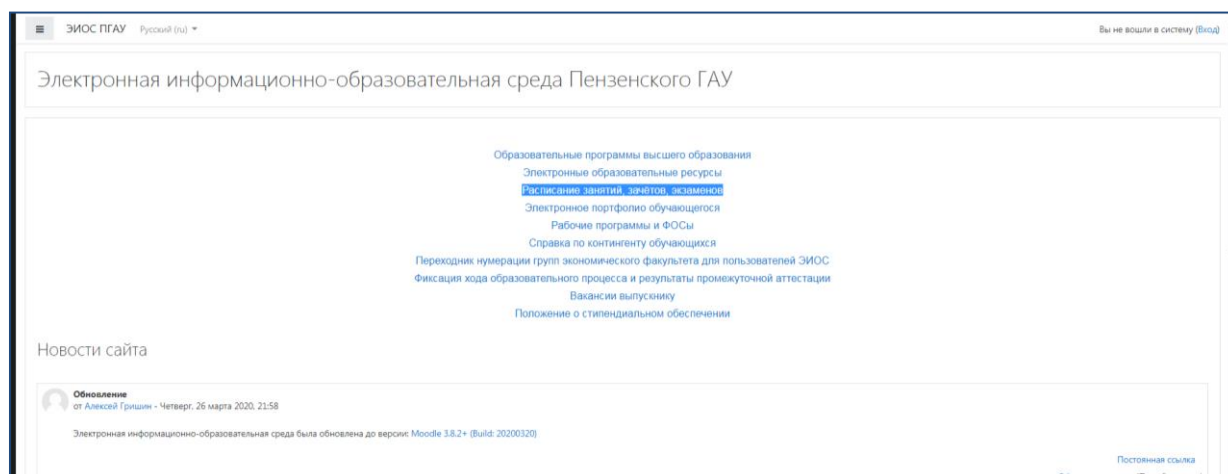 ЭИОС ПГАУ Русский (ru)
Вы не вошли в систему (Вход)
Электронная информационно-образовательная среда Пензенского ГАУ
Образовательные программы высшего образования
Электронные образовательные ресурсы
Расписание занятий, зачётов, экзаменов
Электронное портфолио обучающегося
Рабочие программы и ФОСы
Справка по контингенту обучающихся
Переходник нумерации групп экономического факультета для пользователей ЭИОС
Фиксация хода образовательного процесса и результаты промежуточной аттестации
Вакансии выпускнику
Положение о стипендиальном обеспечении
Новости сайта
Обновление
от Алексей Гришин - Четверг, 26 марта 2020, 21:58
Электронная информационно-образовательная среда была обновлена до версии: Moodle 3.8.2+ (Build: 20200320)
Постоянная ссылка